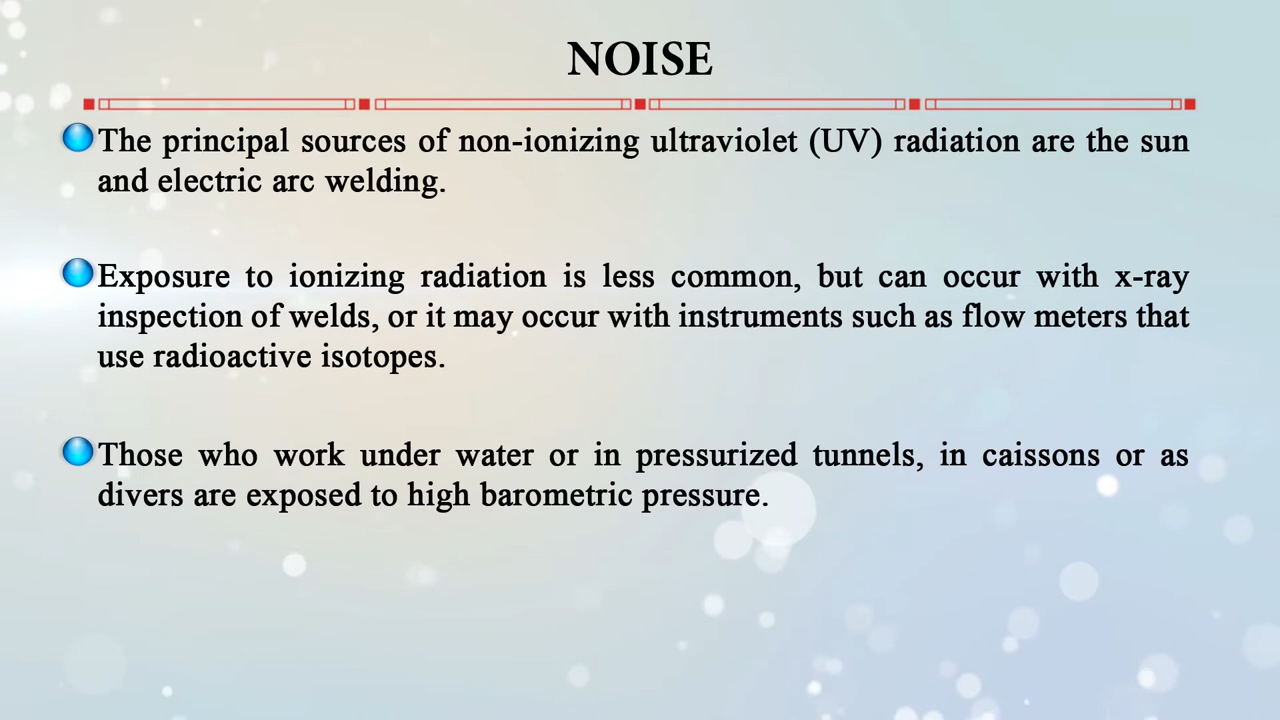 NOISE
The principal sources of non-ionizing ultraviolet (UV) radiation are the sun
and electric arc welding.
Exposure to ionizing radiation is less common, but can occur with x-ray
inspection of welds, or it may occur with instruments such as flow meters that
use radioactive isotopes.
Those who work under water or in pressurized tunnels, in caissons or as
divers are exposed to high barometric pressure.